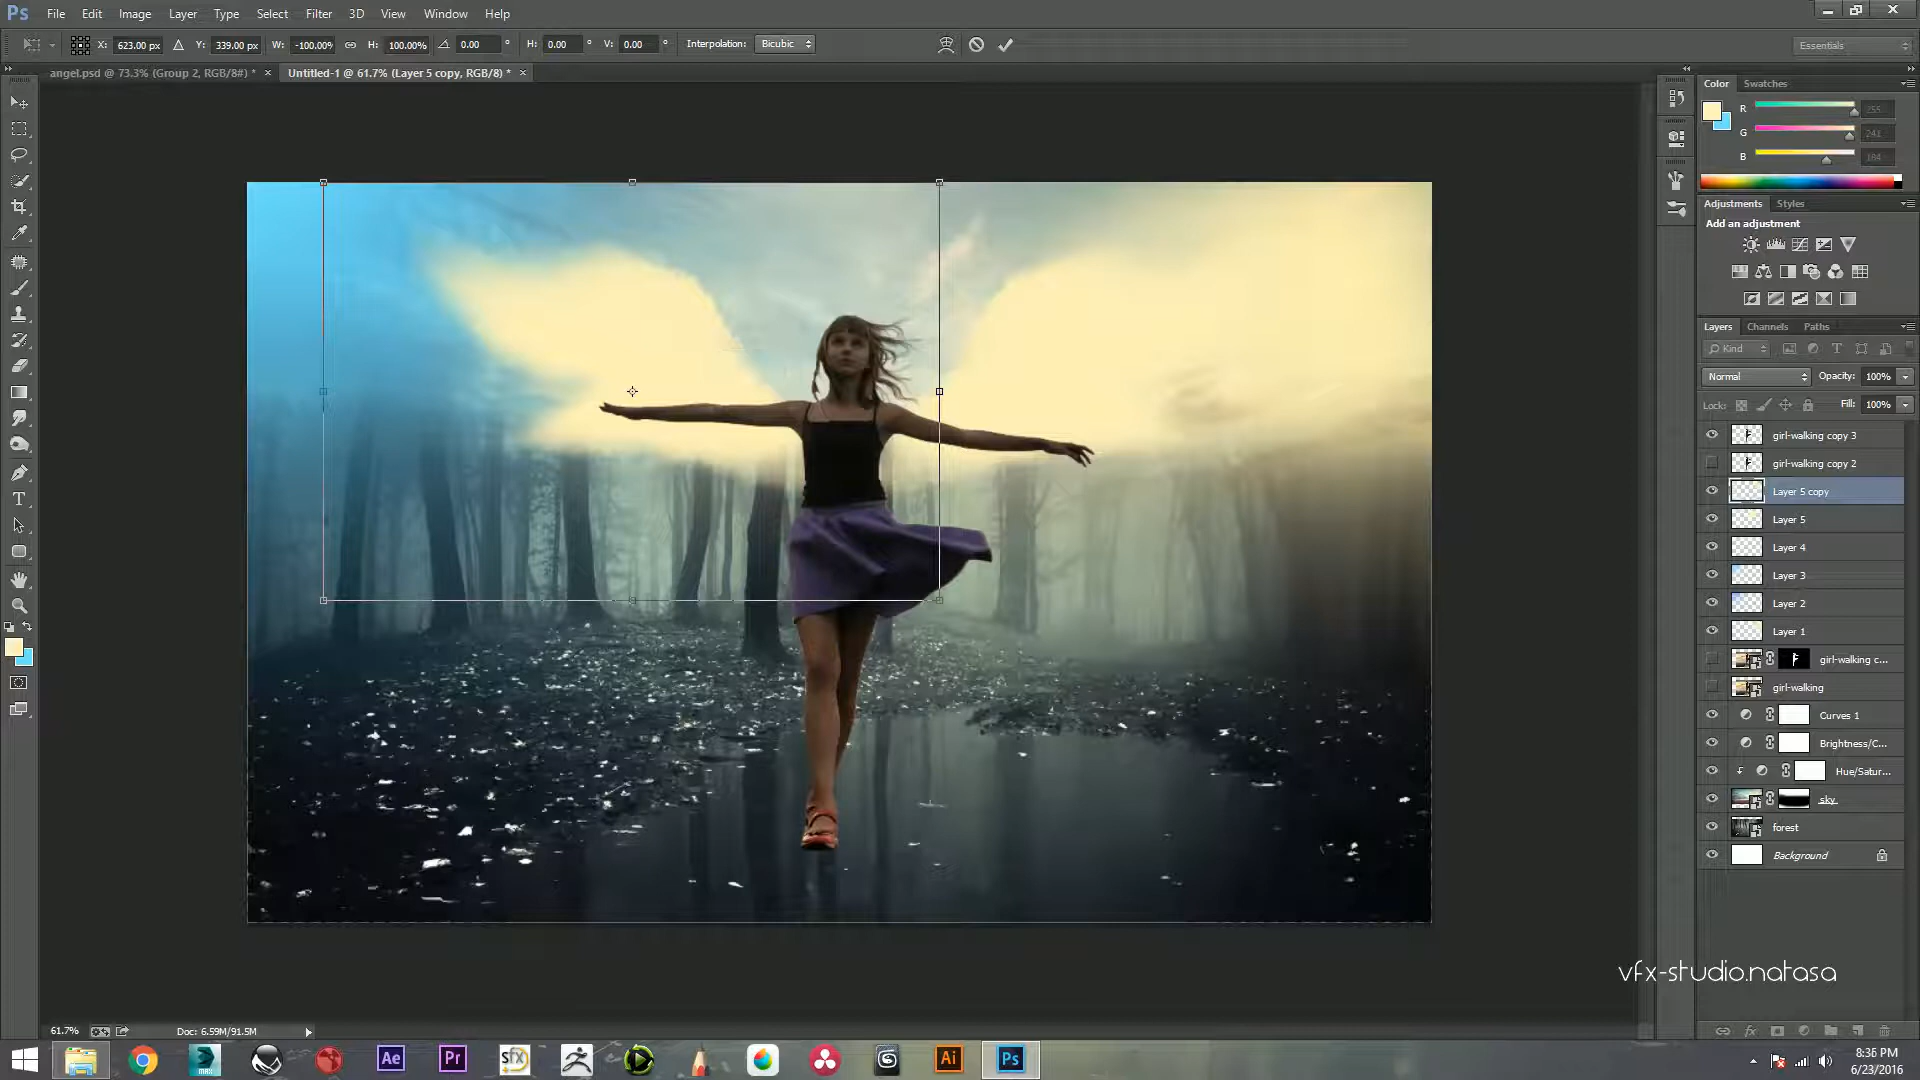 Ps File Edit Image Layer Type Select Filter 3D View Window Help
X: 623.00 px Y: 339.00 px W: -100.00% H: 100.00% 0.00 ° H: 0.00 ° V: 0.00 ° Interpolation: Bicubic Essentials
angel.psd @ 73.3% (Group 2, RGB/8#) * × Untitled-1 @ 61.7% (Layer 5 copy, RGB/8) * ×
Color Swatches
R 255
G 241
B 184
Adjustments Styles
Add an adjustment
Layers Channels Paths
Kind
Normal Opacity: 100%
Lock: Fill: 100%
girl-walking copy 3
girl-walking copy 2
Layer 5 copy
Layer 5
Layer 4
Layer 3
Layer 2
Layer 1
girl-walking c...
girl-walking
Curves 1
Brightness/C...
Hue/Satur...
sky
forest
Background
vfx-studio.natasa
61.7% Doc: 6.59M/91.5M
MAX Ae Pr sfx Ai Ps
8:36 PM
6/23/2016